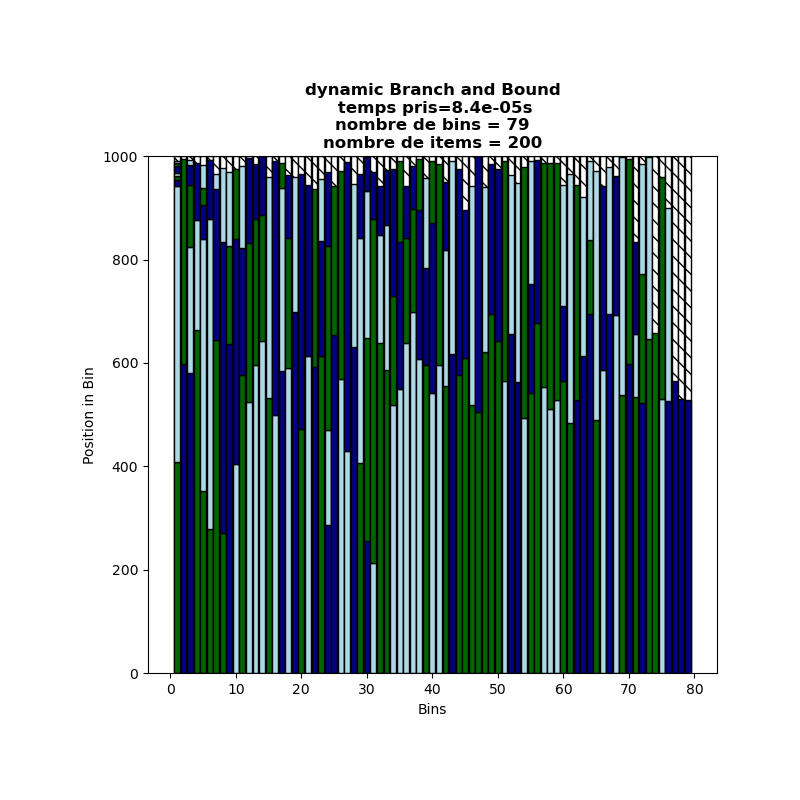 dynamic Branch and Bound
temps pris=8.4e-05s
nombre de bins = 79
nombre de items = 200
1000
800
600
400
200
0
Position in Bin
0 10 20 30 40 50 60 70 80
Bins